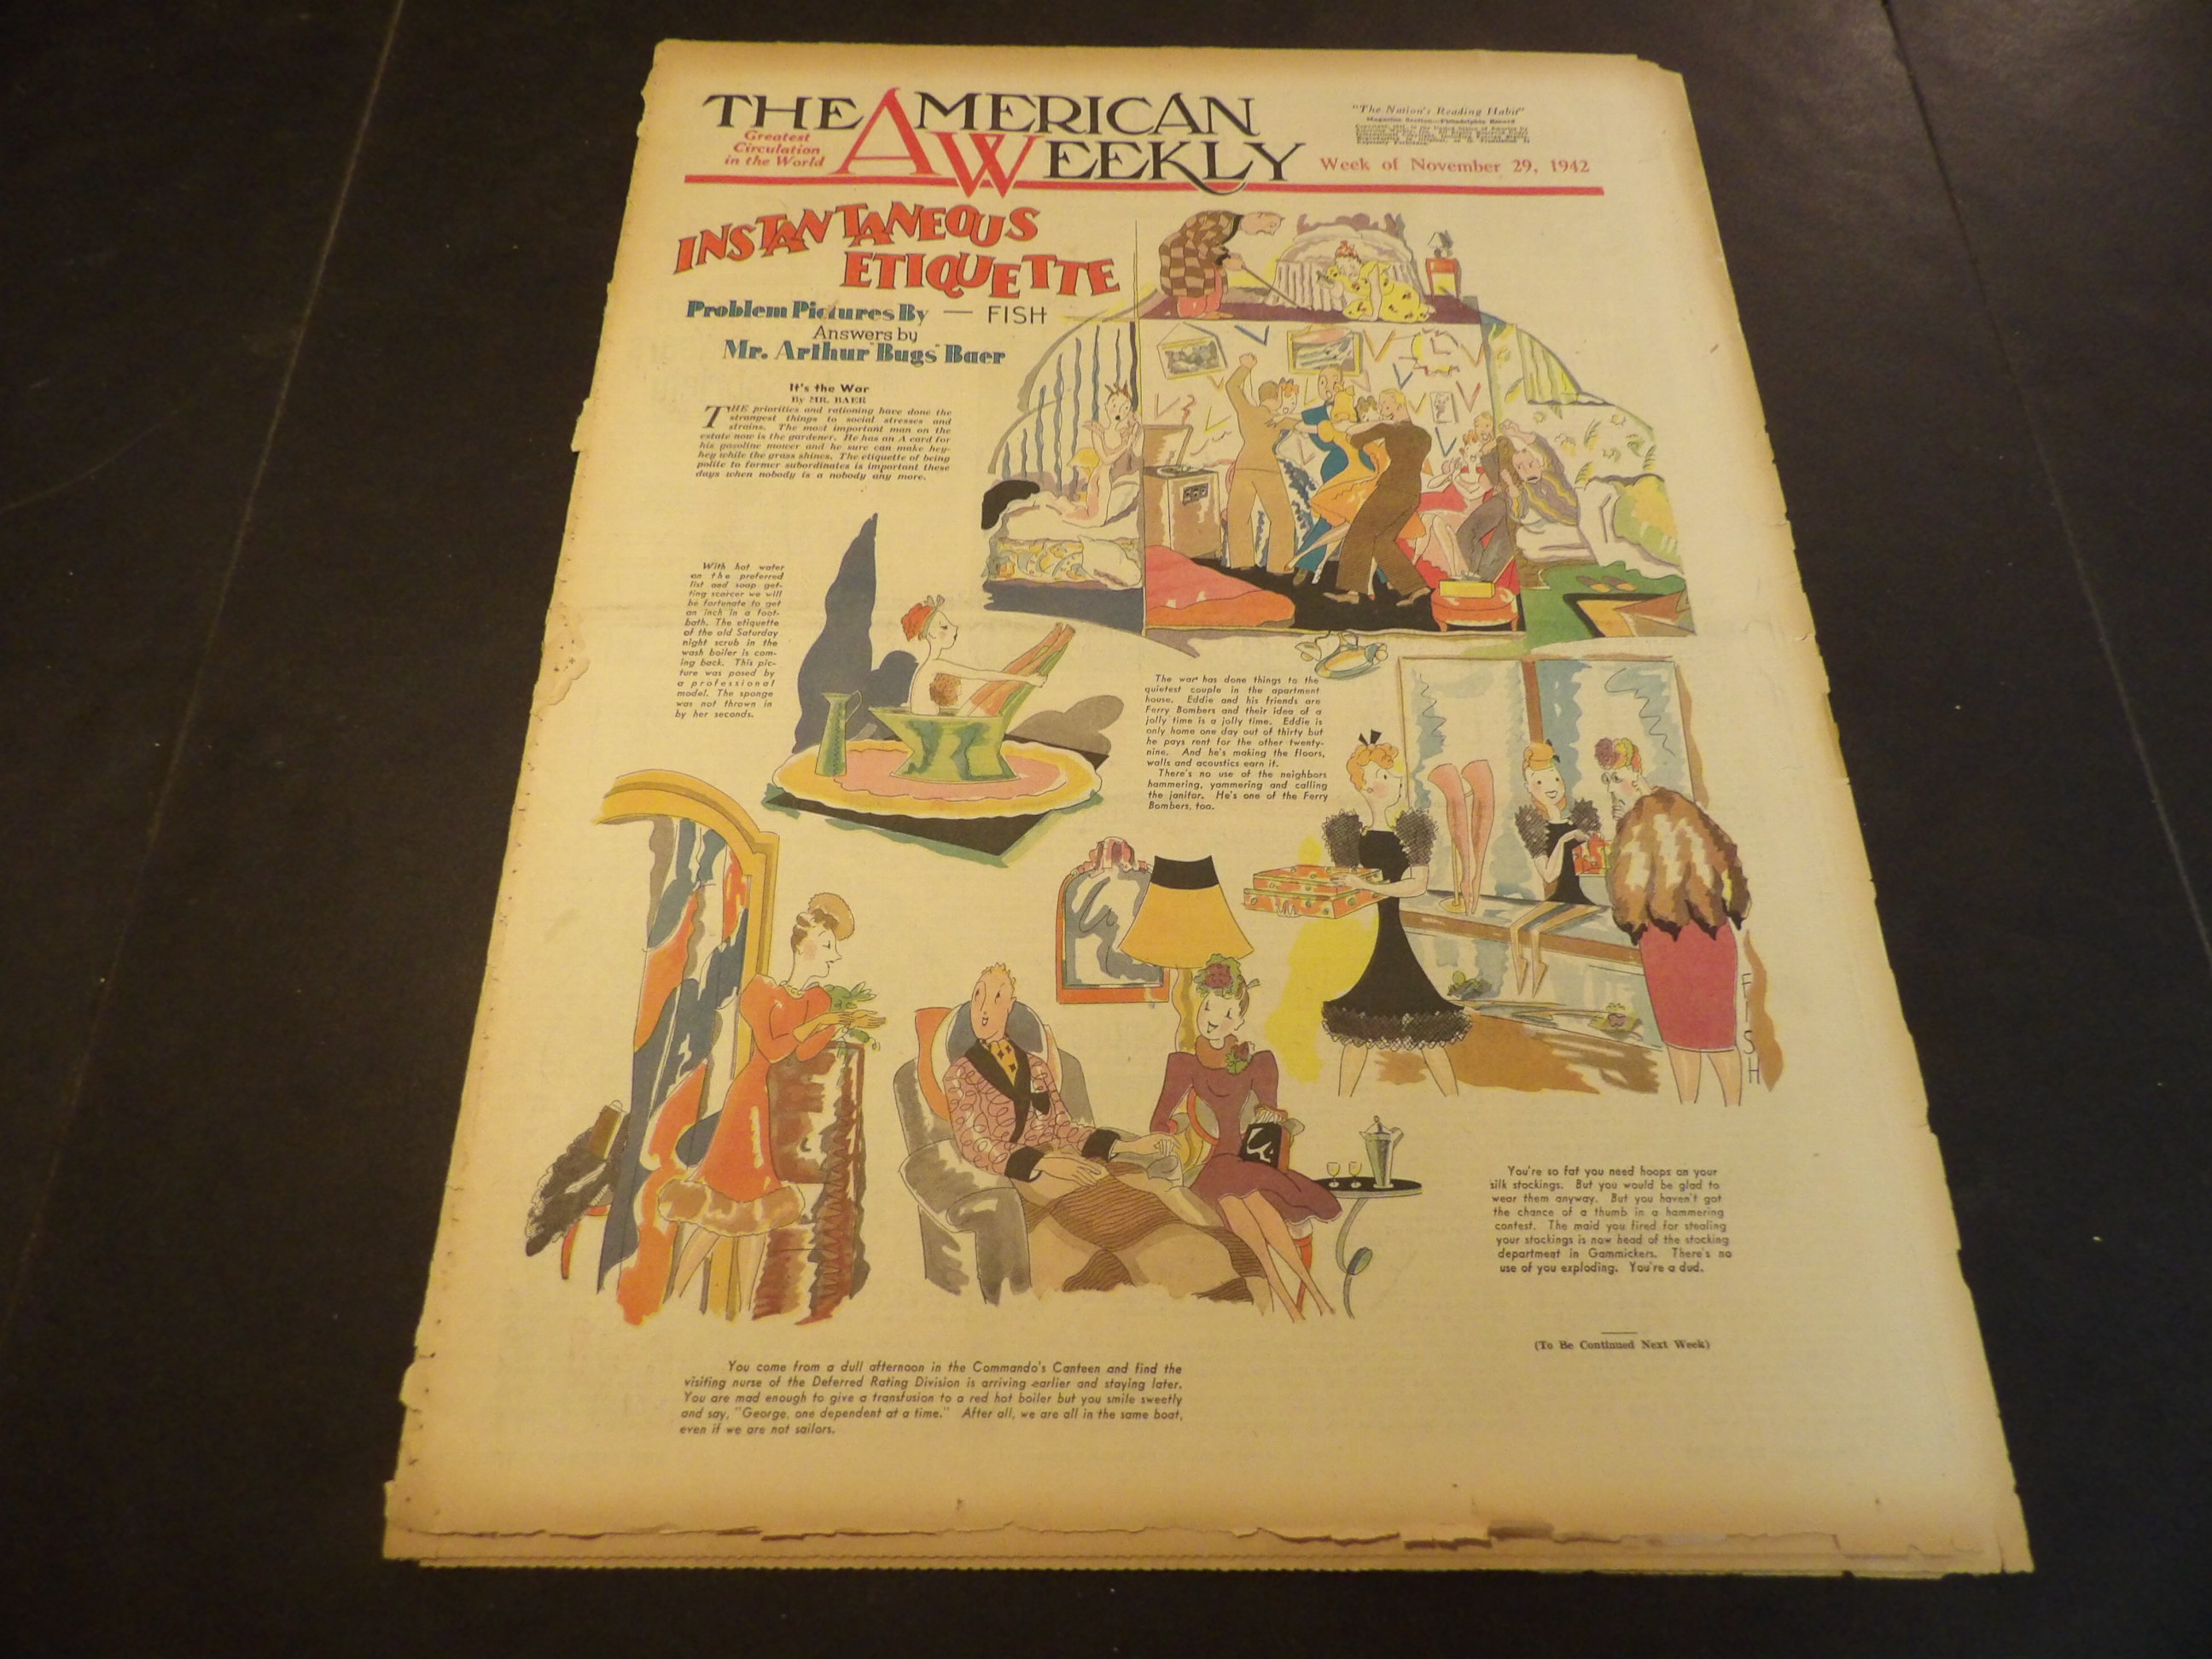 THE AMERICAN WEEKLY
Greatest
Circulation
in the World
"The Nation's Reading Habit"
Magazine Section—Philadelphia Record
Week of November 29, 1942
INSTANTANEOUS
ETIQUETTE
Problem Pictures By — FISH
Answers by
Mr. Arthur "Bugs" Baer
It's the War
By MR. BAER
THE priorities and rationing have done the
strangest things to social stresses and
strains. The most important man on the
estate now is the gardener. He has an A card for
his gasoline mower and he sure can make hey-
hey while the grass shines. The etiquette of being
polite to former subordinates is important these
days when nobody is a nobody any more.
With hot water
on the preferred
list and soap get-
ting scarcer we will
be fortunate to get
an inch in a foot-
bath. The etiquette
of the old Saturday
night scrub in the
wash boiler is com-
ing back. This pic-
ture was posed by
a professional
model. The sponge
was not thrown in
by her seconds.
The war has done things to the
quietest couple in the apartment
house. Eddie and his friends are
Ferry Bombers and their idea of a
jolly time is a jolly time. Eddie is
only home one day out of thirty but
he pays rent for the other twenty-
nine. And he's making the floors,
walls and acoustics earn it.
There's no use of the neighbors
hammering, yammering and calling
the janitor. He's one of the Ferry
Bombers, too.
FISH
You're so fat you need hoops on your
silk stockings. But you would be glad to
wear them anyway. But you haven't got
the chance of a thumb in a hammering
contest. The maid you fired for stealing
your stockings is now head of the stocking
department in Gammickers. There's no
use of you exploding. You're a dud.
(To Be Continued Next Week)
You come from a dull afternoon in the Commando's Canteen and find the
visiting nurse of the Deferred Rating Division is arriving earlier and staying later.
You are mad enough to give a transfusion to a red hot boiler but you smile sweetly
and say, "George, one dependent at a time." After all, we are all in the same boat,
even if we are not sailors.